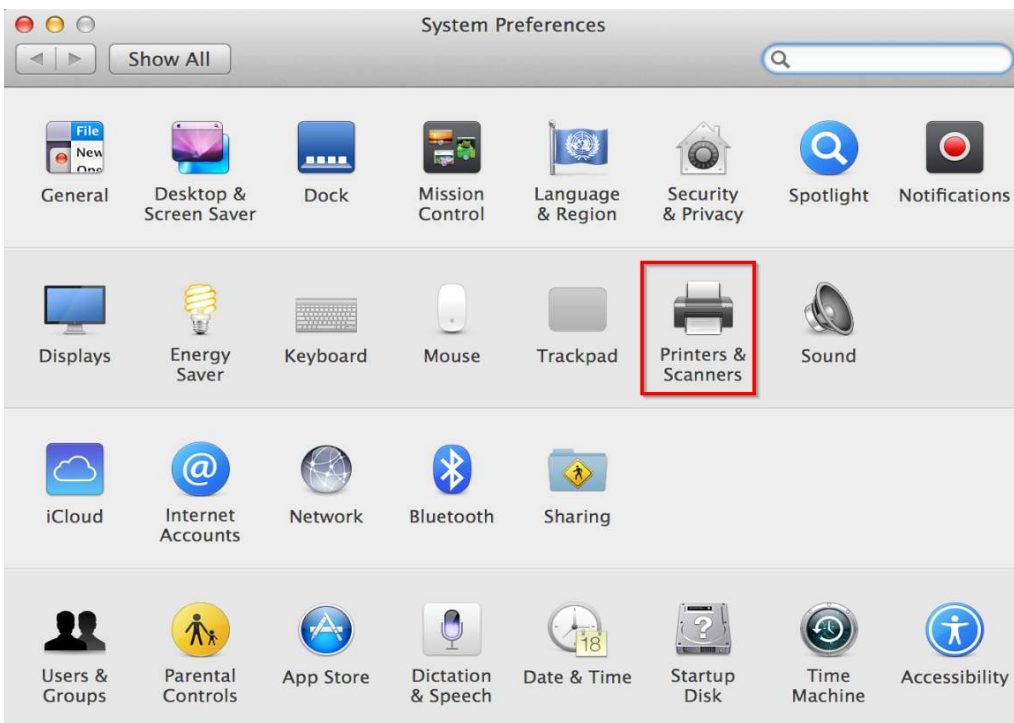 System Preferences
Show All
File
New
General
Desktop &
Screen Saver
Dock
Mission
Control
Language
& Region
Security
& Privacy
Spotlight
Notifications
Displays
Energy
Saver
Keyboard
Mouse
Trackpad
Printers &
Scanners
Sound
@
iCloud
Internet
Accounts
Network
Bluetooth
Sharing
18
?
Users &
Groups
Parental
Controls
App Store
Dictation
& Speech
Date & Time
Startup
Disk
Time
Machine
Accessibility